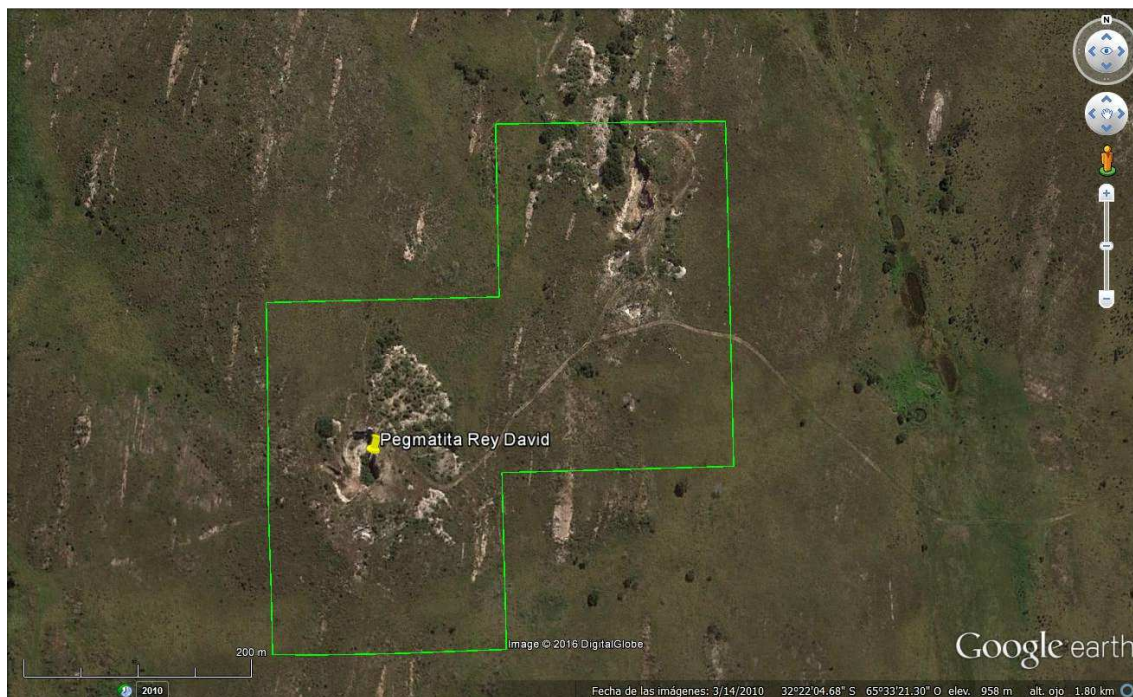 N
Pegmatita Rey David
200 m
Image © 2016 DigitalGlobe
Google earth
2010
Fecha de las imágenes: 3/14/2010 32°22'04.68" S 65°33'21.30" O elev. 958 m alt. ojo 1.80 km